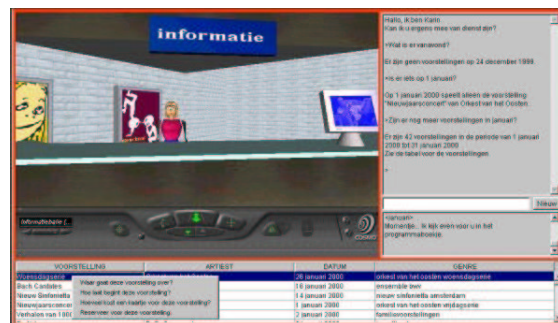 informatie
Hallo, ik ben Karin.
Kan ik u ergens mee van dienst zijn?
>Wat is er vanavond?
Er zijn geen voorstellingen op 24 december 1999.
>Is er iets op 1 januari?
Op 1 januari 2000 speelt alleen de voorstelling
"Nieuwjaarsconcert" van Orkest van het Oosten.
>Zijn er nog meer voorstellingen in januari?
Er zijn 42 voorstellingen in de periode van 1 januari
2000 tot 31 januari 2000
Zie de tabel voor de voorstellingen.
>
Nieuw
Informatiebalie (...
<januari>
Momentje... Ik kijk even voor u in het
programmaboekje.
VOORSTELLING ARTIEST DATUM GENRE
Woensdagserie 26 januari 2000 orkest van het oosten woensdagserie
Bach Cantates 16 januari 2000 ensemble
Nieuw Sinfonietta 14 januari 2000 nieuw sinfonietta amsterdam
Nieuwjaarsconcert 1 januari 2000 orkest van het oosten vrijdagserie
Verhalen van 1001 2 januari 2000 familievoorstellingen
Waar gaat deze voorstelling over?
Hoe laat begint deze voorstelling?
Hoeveel kost een kaartje voor deze voorstelling?
Reserveer voor deze voorstelling.